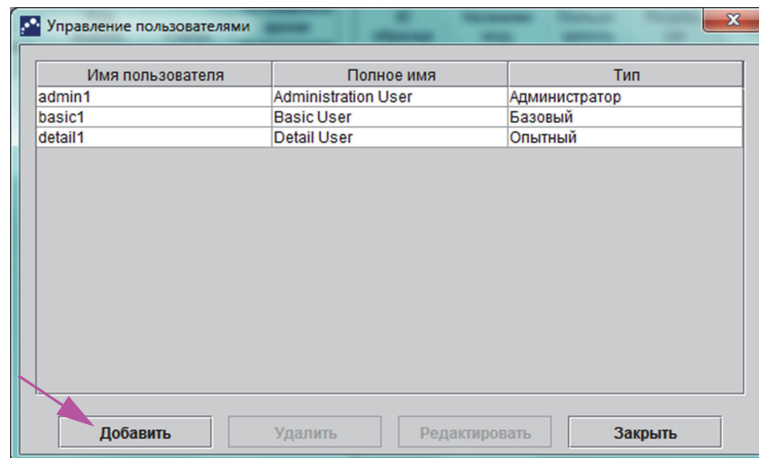 Управление пользователями
Имя пользователя Полное имя Тип
admin1 Administration User Администратор
basic1 Basic User Базовый
detail1 Detail User Опытный
Добавить Удалить Редактировать Закрыть